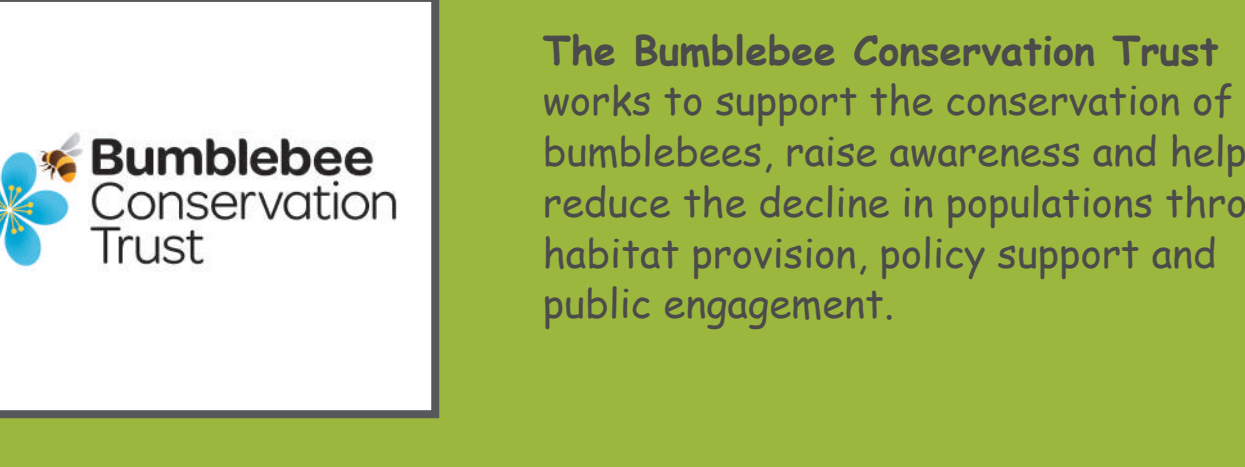 Bumblebee
Conservation
Trust
The Bumblebee Conservation Trust
works to support the conservation of
bumblebees, raise awareness and help
reduce the decline in populations thro
habitat provision, policy support and
public engagement.